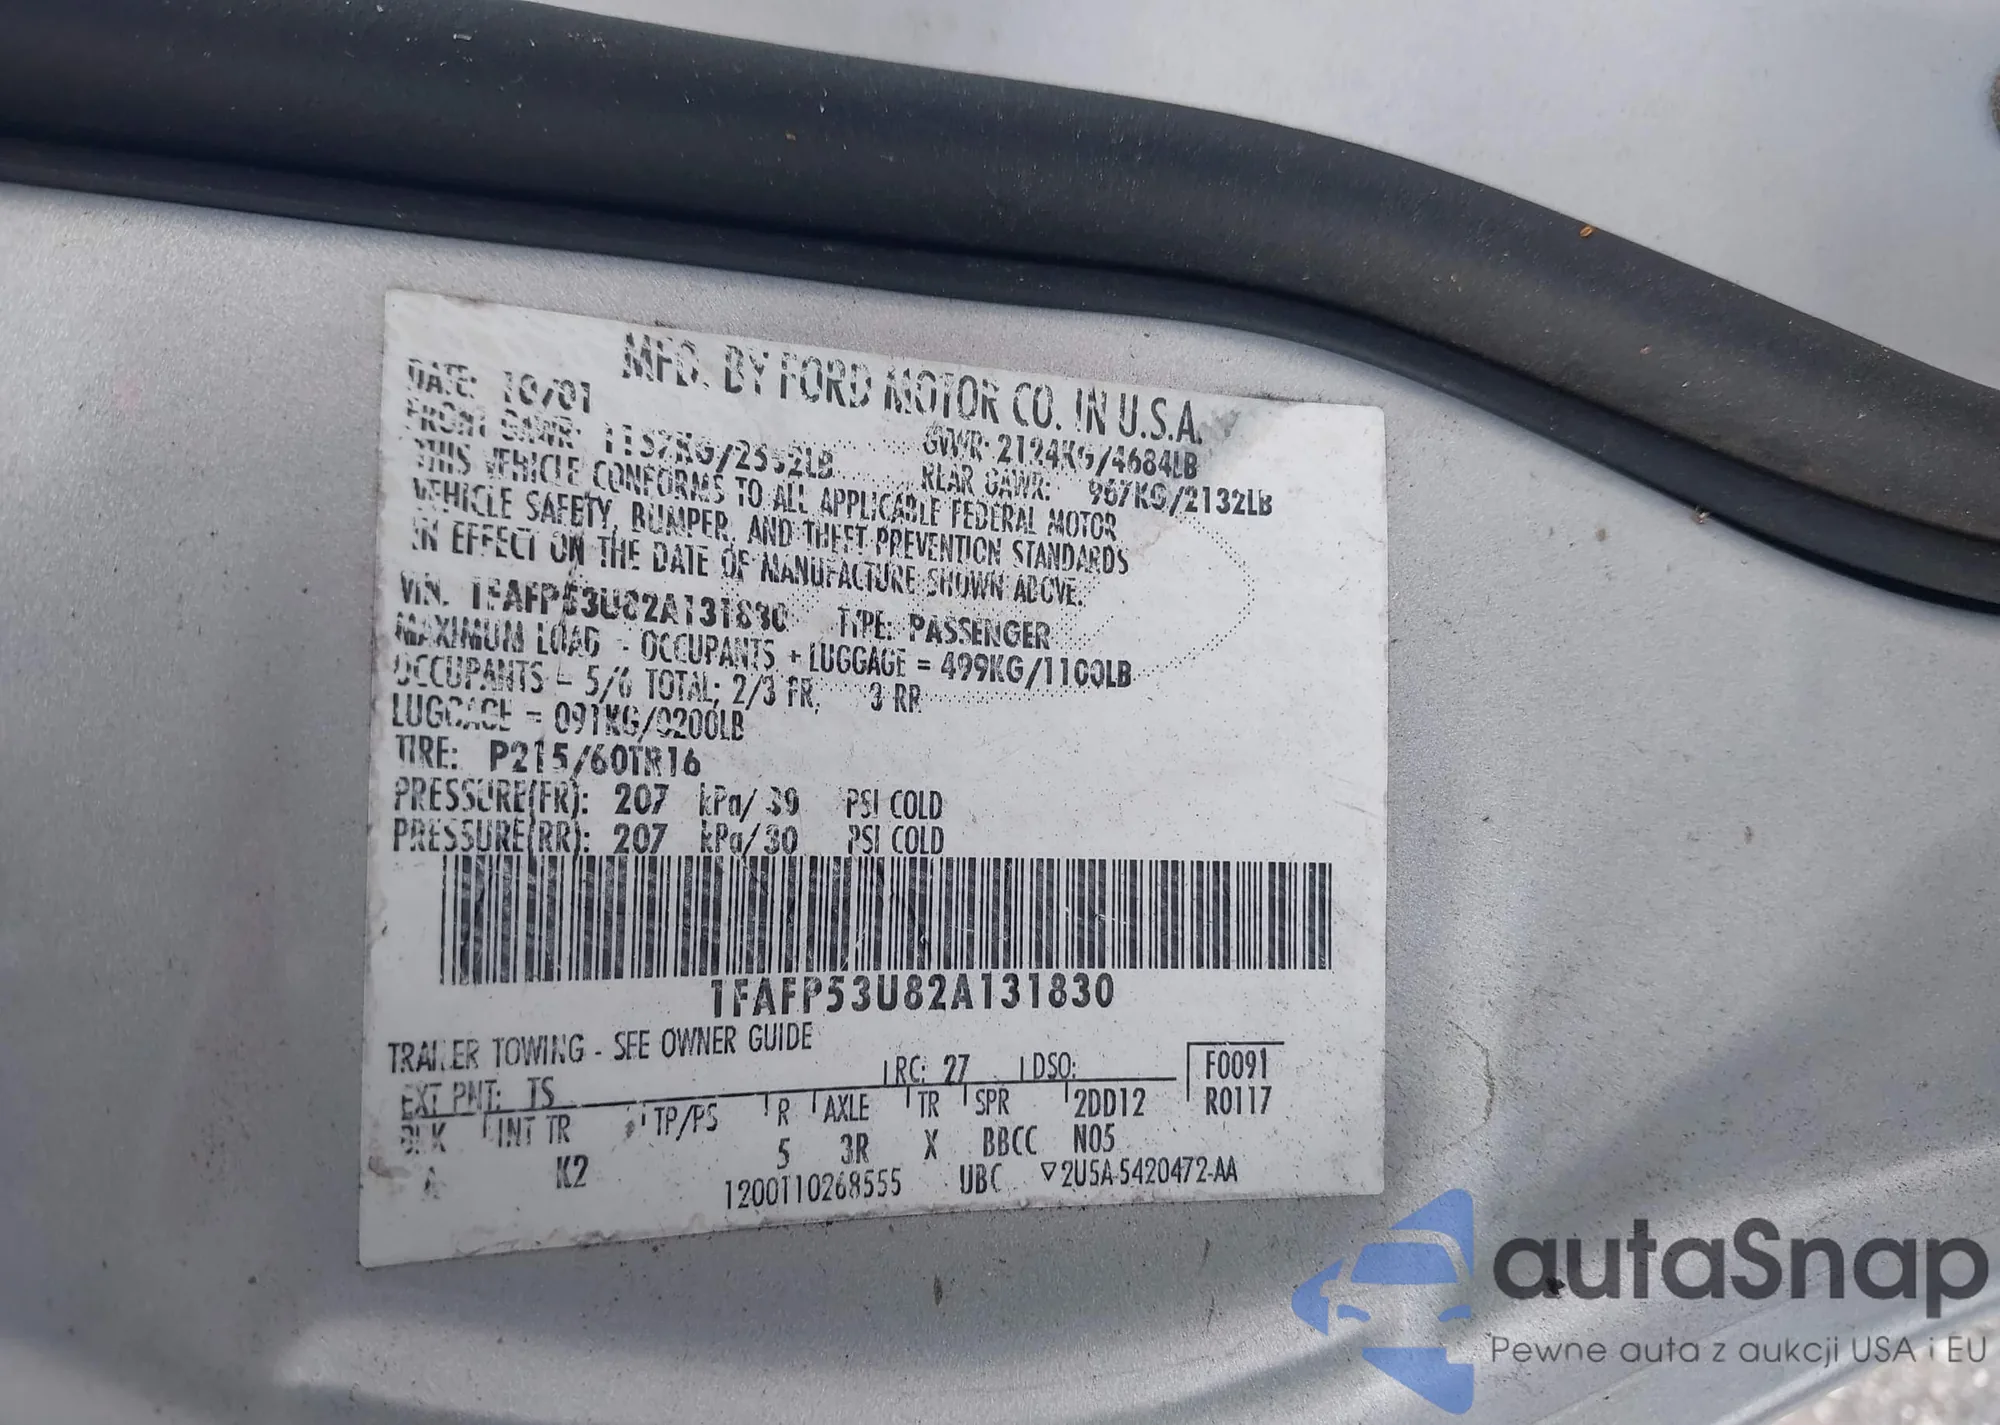 MFD. BY FORD MOTOR CO. IN U.S.A.
DATE: 10/01 GVWR: 2124KG/4684LB
FRONT GAWR: 1157KG/2552LB REAR GAWR: 967KG/2132LB
THIS VEHICLE CONFORMS TO ALL APPLICABLE FEDERAL MOTOR
VEHICLE SAFETY, BUMPER, AND THEFT PREVENTION STANDARDS
IN EFFECT ON THE DATE OF MANUFACTURE SHOWN ABOVE.
VIN. 1FAFP53U82A131830 TYPE: PASSENGER
MAXIMUM LOAD - OCCUPANTS + LUGGAGE = 499KG/1100LB
OCCUPANTS = 5/6 TOTAL; 2/3 FR, 3 RR
LUGGAGE = 091KG/0200LB
TIRE: P215/60TR16
PRESSURE(FR): 207 kPa/ 30 PSI COLD
PRESSURE(RR): 207 kPa/ 30 PSI COLD
1FAFP53U82A131830
TRAILER TOWING - SEE OWNER GUIDE
EXT PNT: TS RC: 27 DSO: F0091
BRK INT TR TP/PS R AXLE TR SPR 2DD12 R0117
A K2 5 3R X BBCC N05
1200110268555 UBC ▽2U5A-5420472-AA
autaSnap
Pewne auta z aukcji USA i EU